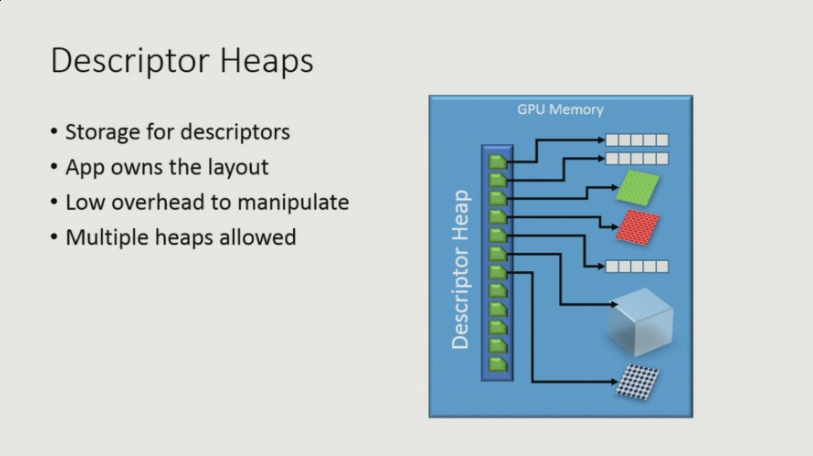 Descriptor Heaps
• Storage for descriptors
• App owns the layout
• Low overhead to manipulate
• Multiple heaps allowed
GPU Memory
Descriptor Heap